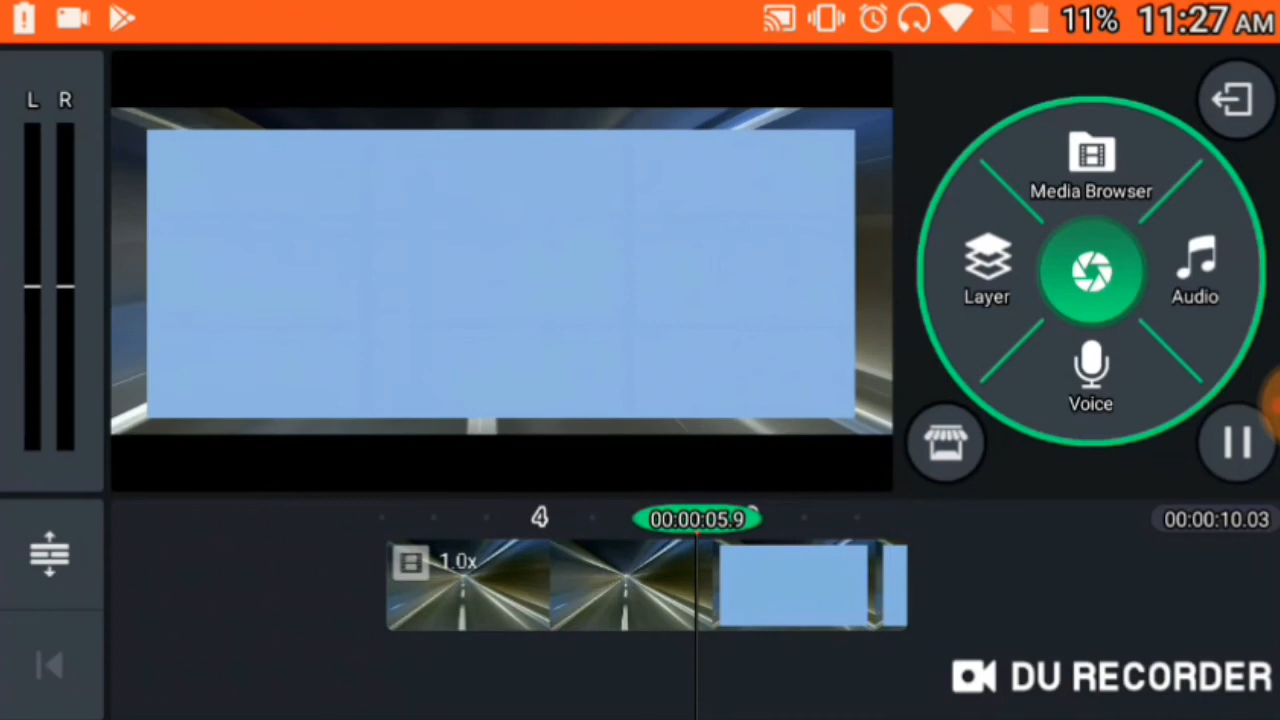 11% 11:27 AM
L R
Media Browser
Layer
Audio
Voice
4
00:00:05.9
00:00:10.03
1.0x
DU RECORDER